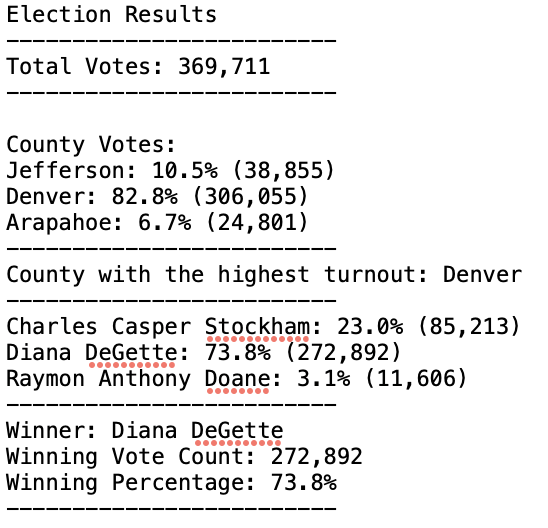 Election Results
-------------------------
Total Votes: 369,711
-------------------------
County Votes:
Jefferson: 10.5% (38,855)
Denver: 82.8% (306,055)
Arapahoe: 6.7% (24,801)
-------------------------
County with the highest turnout: Denver
-------------------------
Charles Casper Stockham: 23.0% (85,213)
Diana DeGette: 73.8% (272,892)
Raymon Anthony Doane: 3.1% (11,606)
-------------------------
Winner: Diana DeGette
Winning Vote Count: 272,892
Winning Percentage: 73.8%
-------------------------